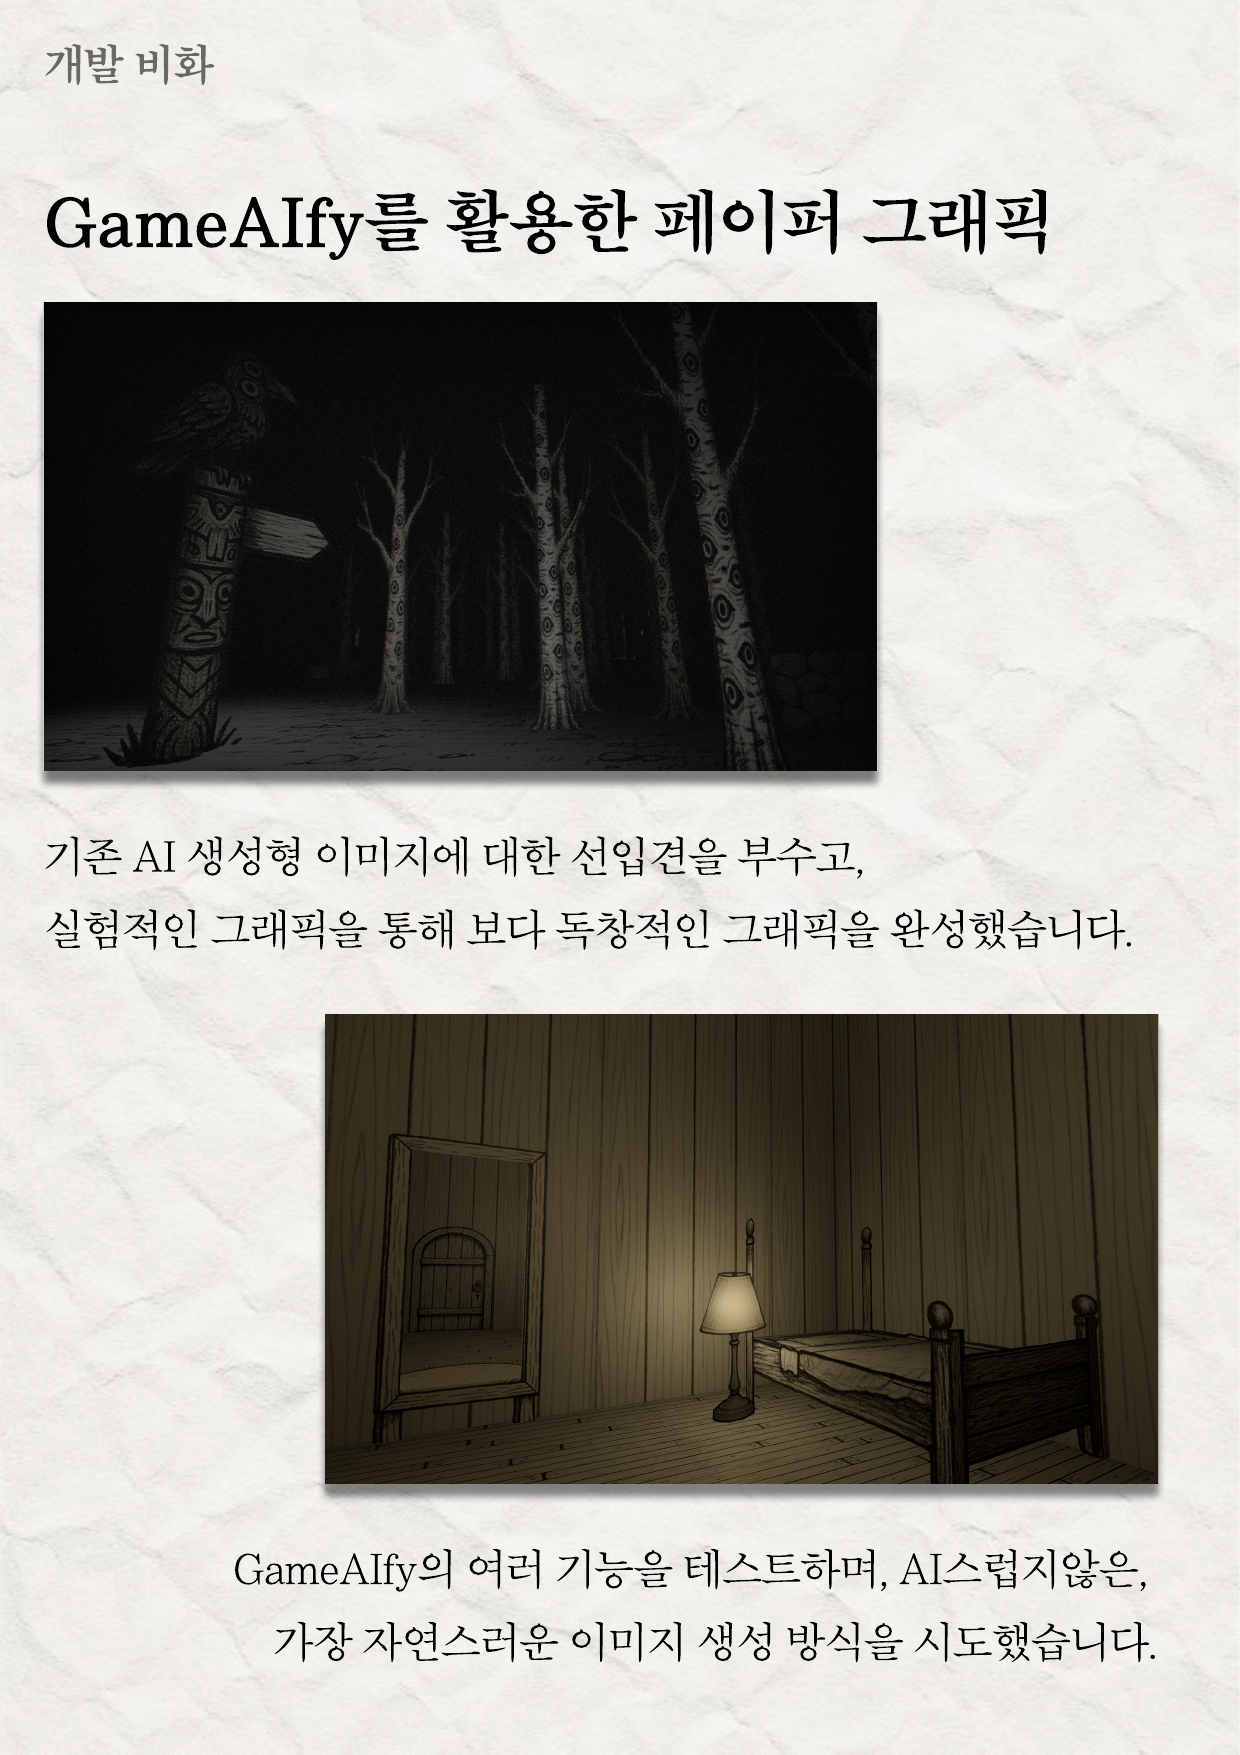 개발 비화
GameAIfy를 활용한 페이퍼 그래픽
기존 AI 생성형 이미지에 대한 선입견을 부수고,
실험적인 그래픽을 통해 보다 독창적인 그래픽을 완성했습니다.
GameAIfy의 여러 기능을 테스트하며, AI스럽지않은,
가장 자연스러운 이미지 생성 방식을 시도했습니다.